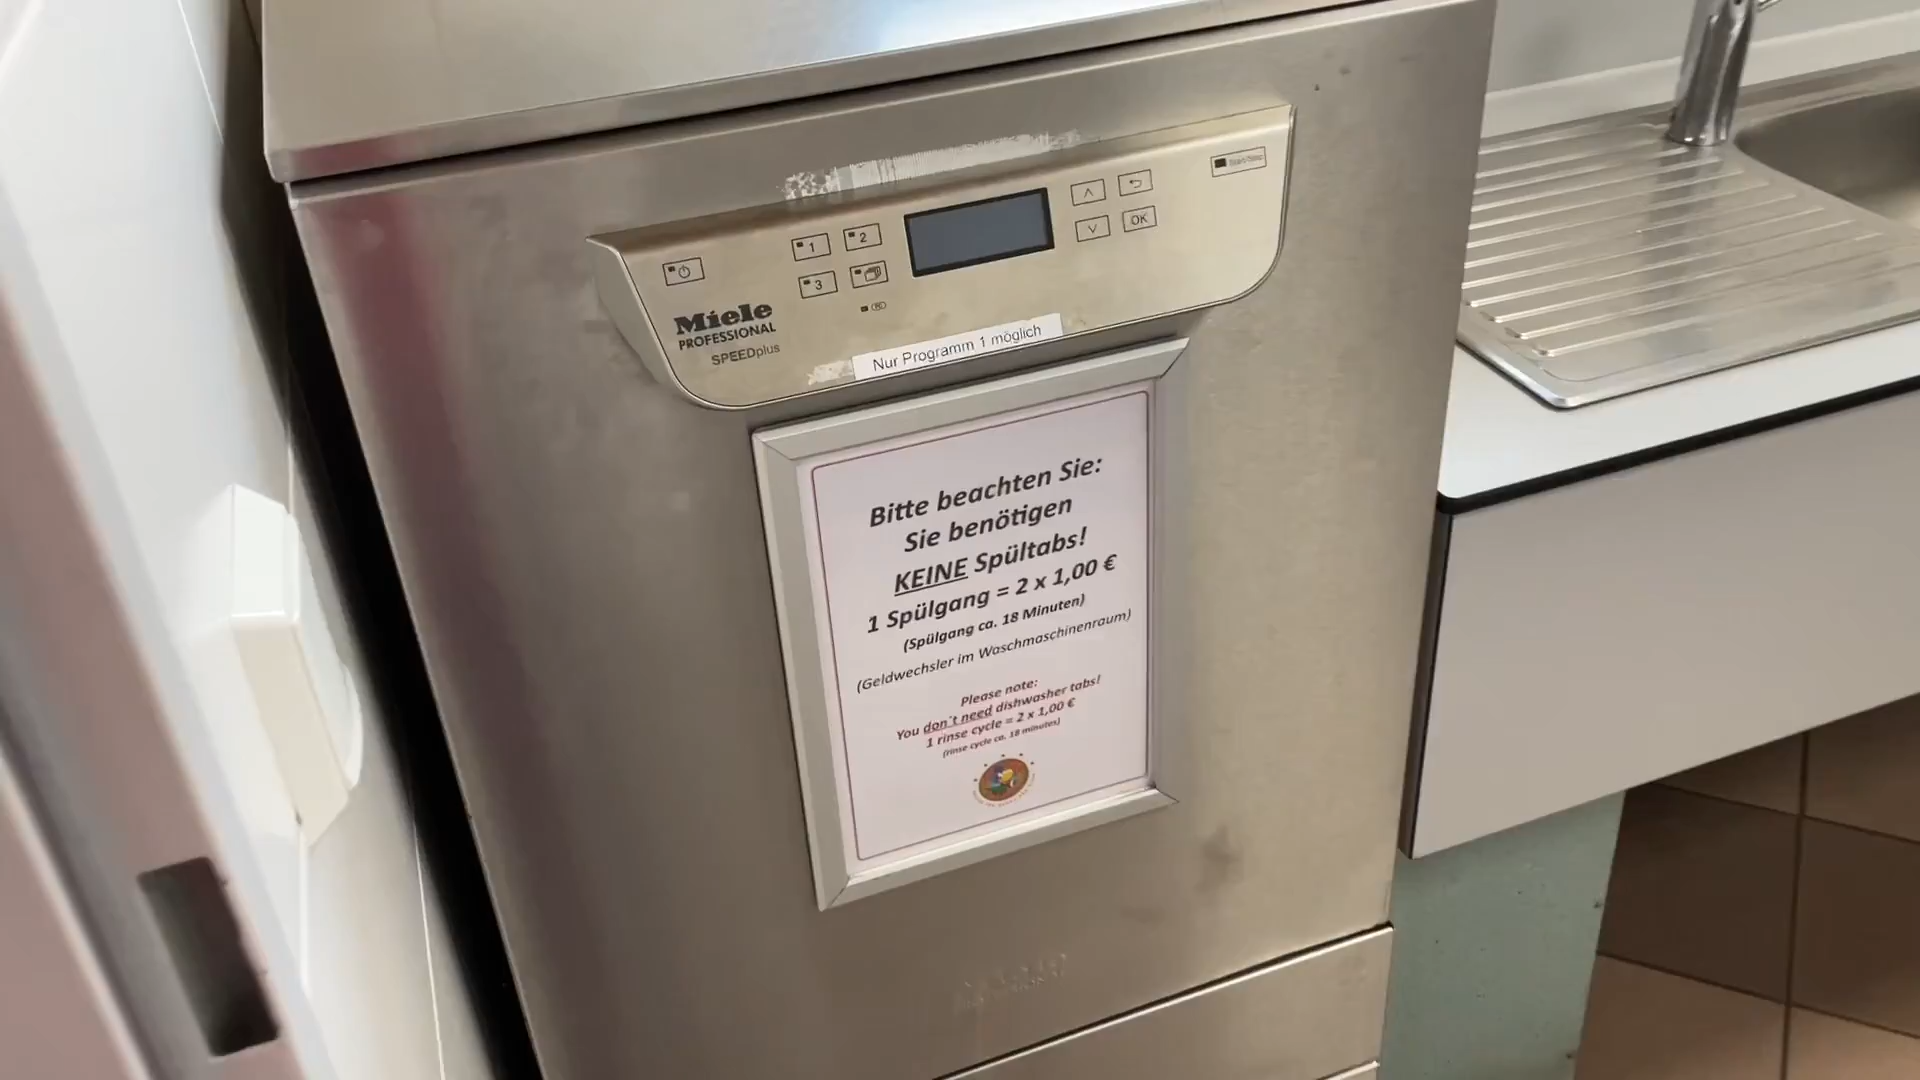 Start/Stop
1
2
3
OK
Miele
PROFESSIONAL
SPEEDplus
Nur Programm 1 möglich
Bitte beachten Sie:
Sie benötigen
KEINE Spültabs!
1 Spülgang = 2 x 1,00 €
(Spülgang ca. 18 Minuten)
(Geldwechsler im Waschmaschinenraum)
Please note:
You don´t need dishwasher tabs!
1 rinse cycle = 2 x 1,00 €
(rinse cycle ca. 18 minutes)